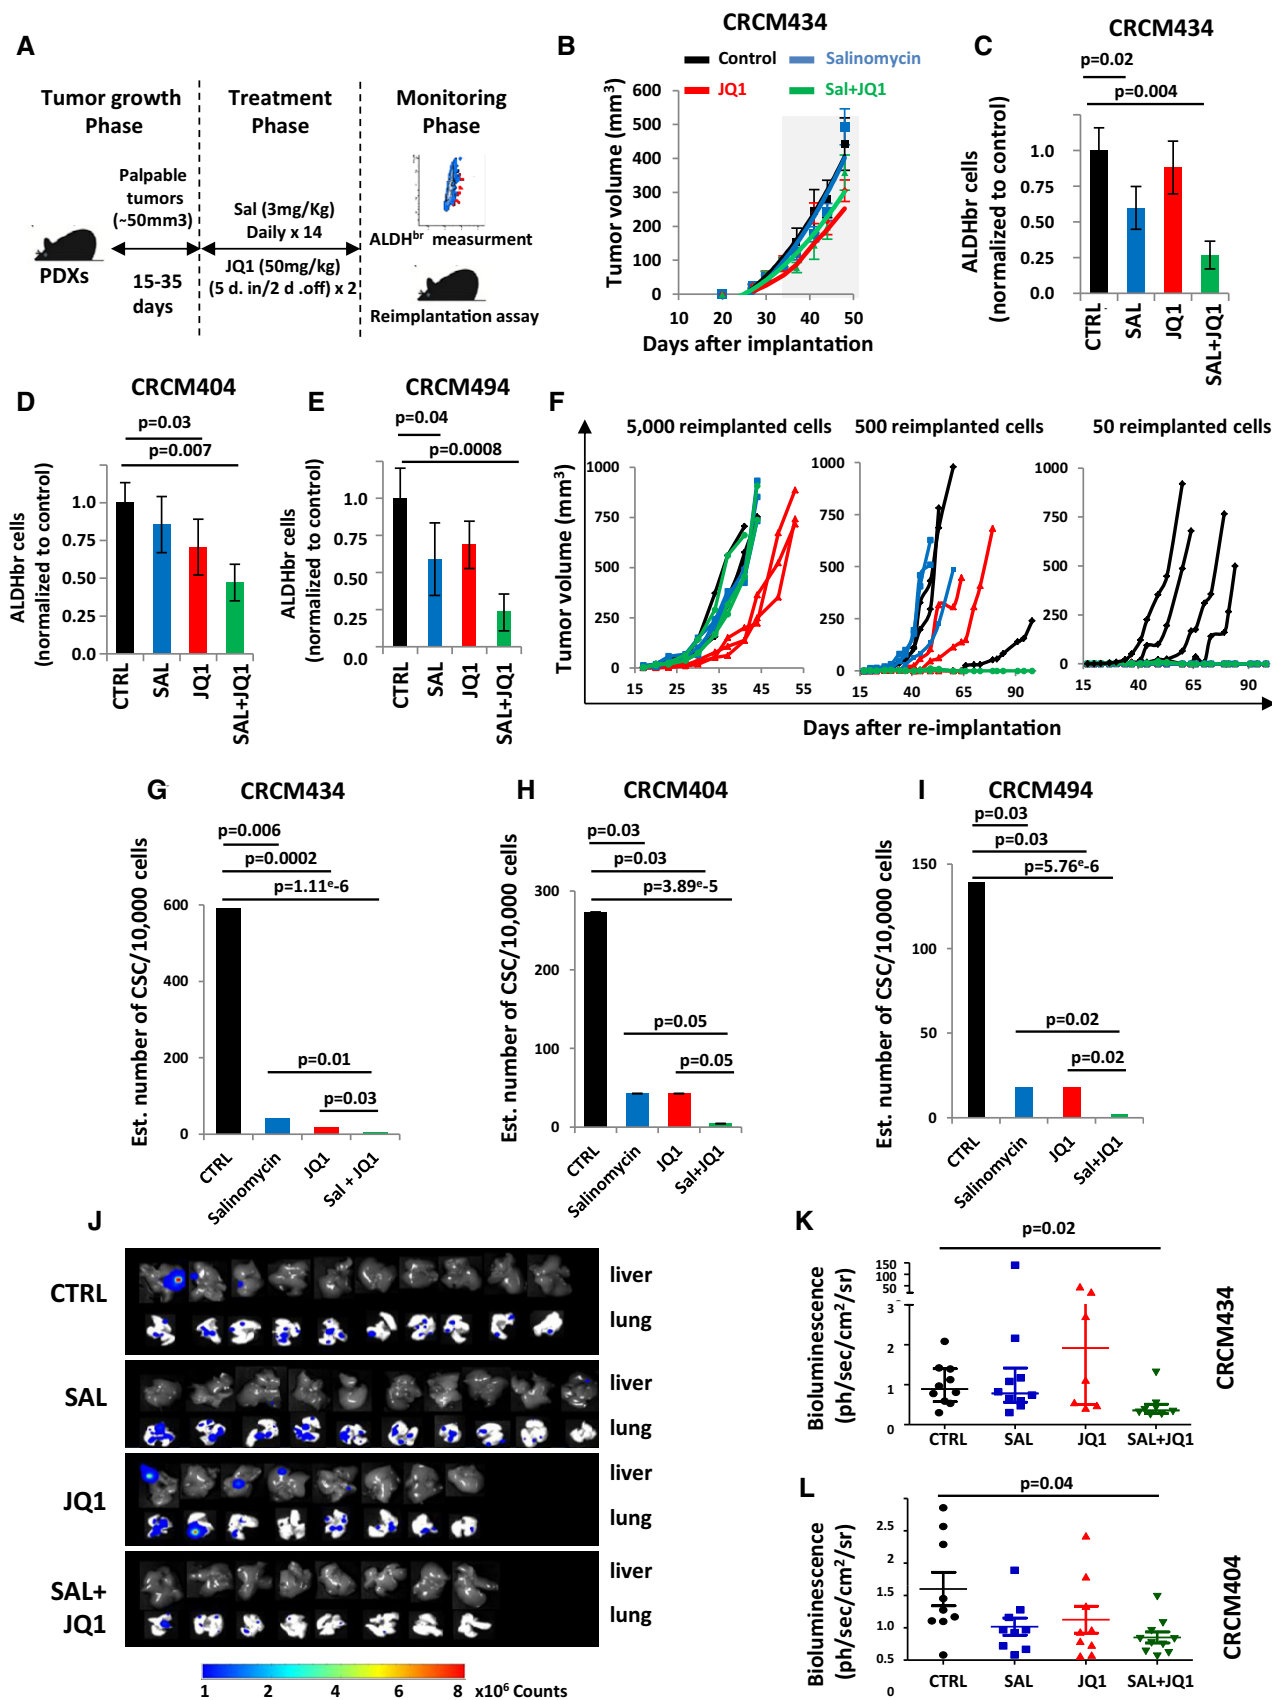 A
Tumor growth Phase
Treatment Phase
Monitoring Phase
Palpable tumors (~50mm3)
Sal (3mg/Kg)
Daily x 14
ALDHbr measurment
PDXs
15-35 days
JQ1 (50mg/kg)
(5 d. in/2 d .off) x 2
Reimplantation assay
B
CRCM434
Control
Salinomycin
JQ1
Sal+JQ1
Tumor volume (mm3)
600
500
400
300
200
100
0
10 20 30 40 50
Days after implantation
C
CRCM434
p=0.02
p=0.004
ALDHbr cells
(normalized to control)
1.0
0.75
0.50
0.25
0.0
CTRL
SAL
JQ1
SAL+JQ1
D
CRCM404
p=0.03
p=0.007
ALDHbr cells
(normalized to control)
1.0
0.75
0.50
0.25
0.0
CTRL
SAL
JQ1
SAL+JQ1
E
CRCM494
p=0.04
p=0.0008
ALDHbr cells
(normalized to control)
1.0
0.75
0.50
0.25
0.0
CTRL
SAL
JQ1
SAL+JQ1
F
5,000 reimplanted cells
500 reimplanted cells
50 reimplanted cells
Tumor volume (mm3)
1000
750
500
250
0
15 25 35 45 55
1000
750
500
250
0
15 40 65 90
1000
750
500
250
0
15 40 65 90
Days after re-implantation
G
CRCM434
p=0.006
p=0.0002
p=1.11e-6
Est. number of CSC/10,000 cells
600
400
200
0
p=0.01
p=0.03
CTRL
Salinomycin
JQ1
Sal + JQ1
H
CRCM404
p=0.03
p=0.03
p=3.89e-5
Est. number of CSC/10,000 cells
300
200
100
0
p=0.05
p=0.05
CTRL
Salinomycin
JQ1
Sal+JQ1
I
CRCM494
p=0.03
p=0.03
p=5.76e-6
Est. number of CSC/10,000 cells
150
100
50
0
p=0.02
p=0.02
CTRL
Salinomycin
JQ1
Sal+JQ1
J
CTRL
liver
lung
SAL
liver
lung
JQ1
liver
lung
SAL+
JQ1
liver
lung
1 2 4 6 8 x10⁶ Counts
K
p=0.02
Bioluminescence
(ph/sec/cm2/sr)
150
100
50
0
3
2
1
0
CTRL SAL JQ1 SAL+JQ1
CRCM434
L
p=0.04
Bioluminescence
(ph/sec/cm2/sr)
2.5
2
1.5
1.0
0.5
0
CTRL SAL JQ1 SAL+JQ1
CRCM404